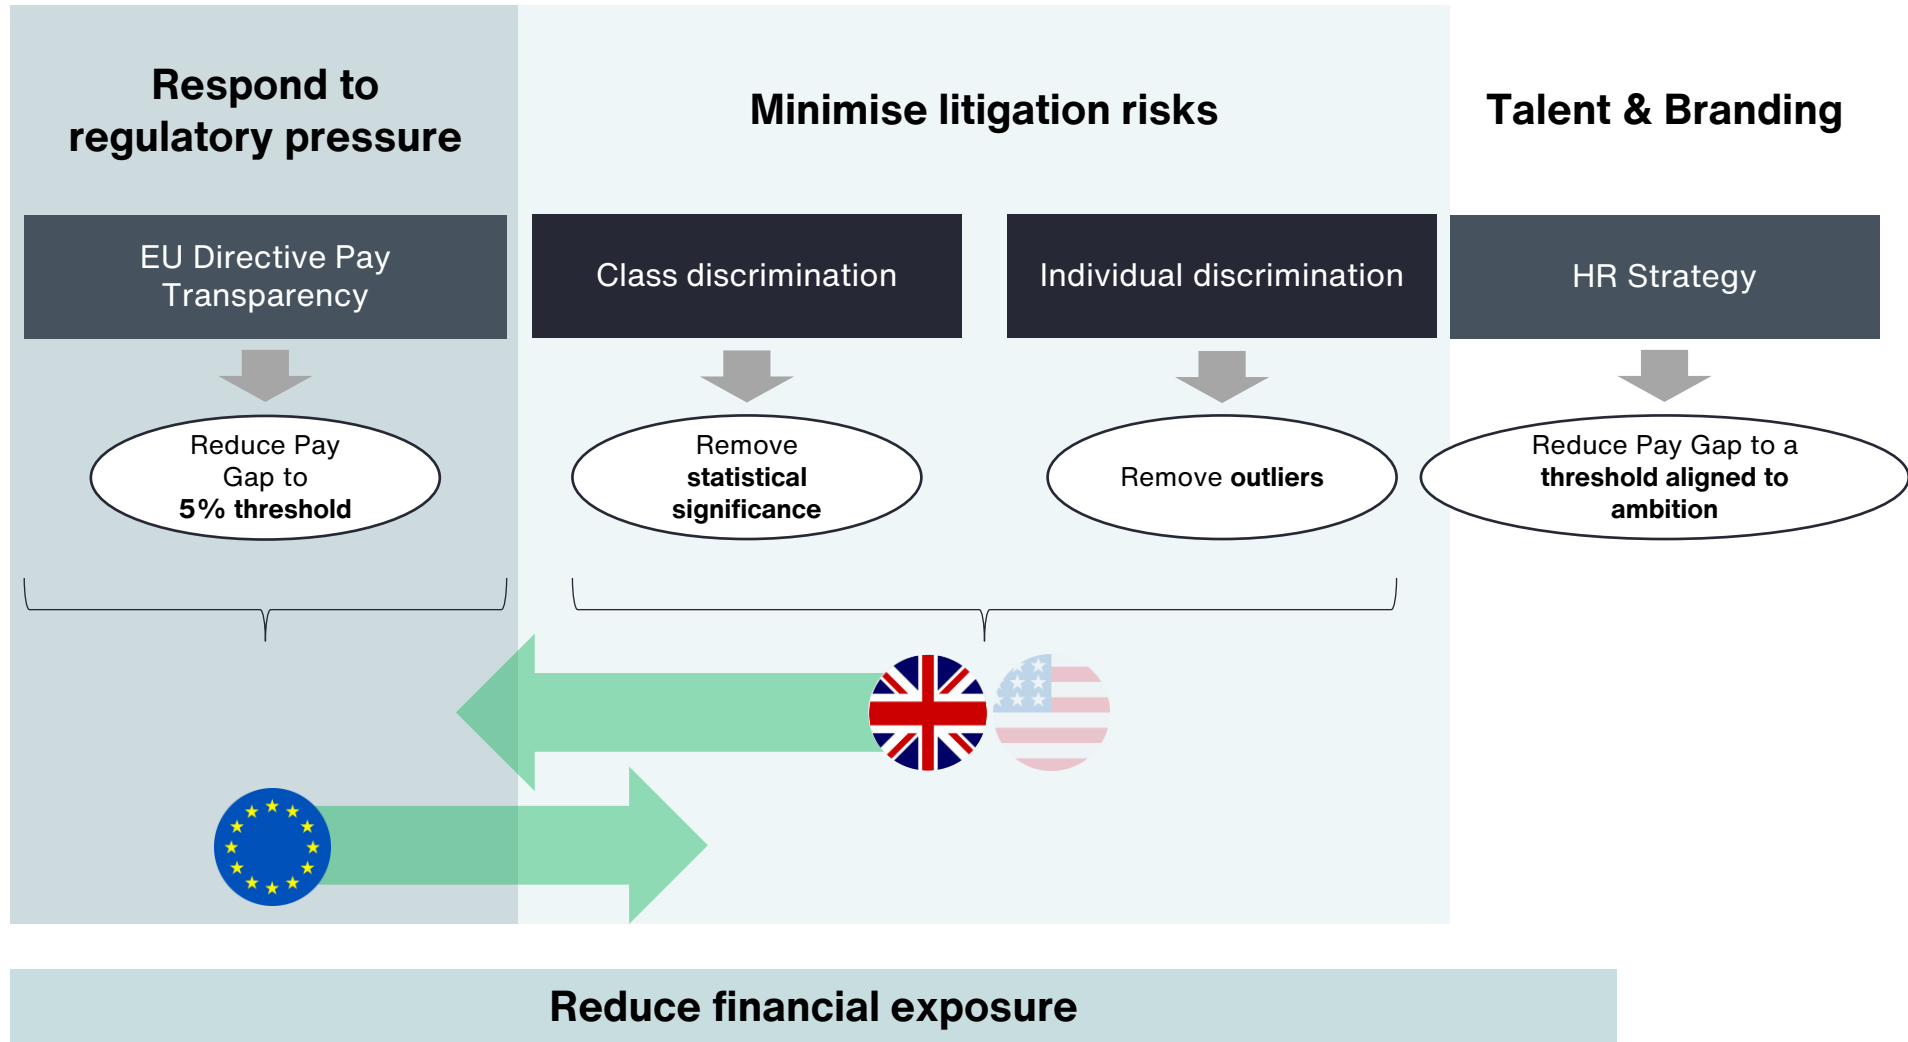 Respond to
regulatory pressure
Minimise litigation risks
Talent & Branding
EU Directive Pay
Transparency
Class discrimination
Individual discrimination
HR Strategy
Reduce Pay
Gap to
5% threshold
Remove
statistical
significance
Remove outliers
Reduce Pay Gap to a
threshold aligned to
ambition
Reduce financial exposure